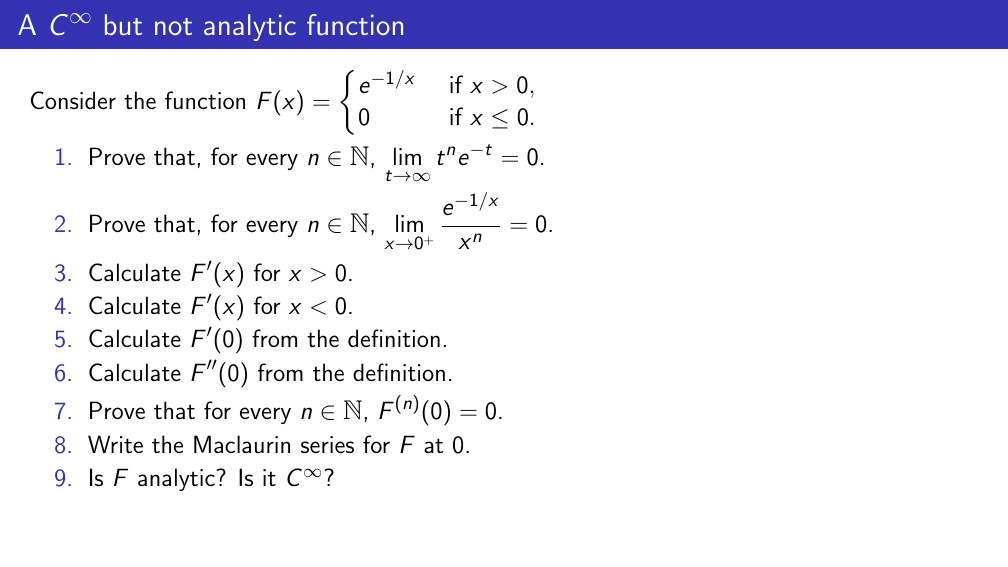 A C^∞ but not analytic function
Consider the function F(x) = { e^{−1/x} if x > 0,
0 if x ≤ 0.
1. Prove that, for every n ∈ ℕ, lim_{t→∞} t^n e^{−t} = 0.
2. Prove that, for every n ∈ ℕ, lim_{x→0^+} e^{−1/x} / x^n = 0.
3. Calculate F′(x) for x > 0.
4. Calculate F′(x) for x < 0.
5. Calculate F′(0) from the definition.
6. Calculate F″(0) from the definition.
7. Prove that for every n ∈ ℕ, F^{(n)}(0) = 0.
8. Write the Maclaurin series for F at 0.
9. Is F analytic? Is it C^∞?